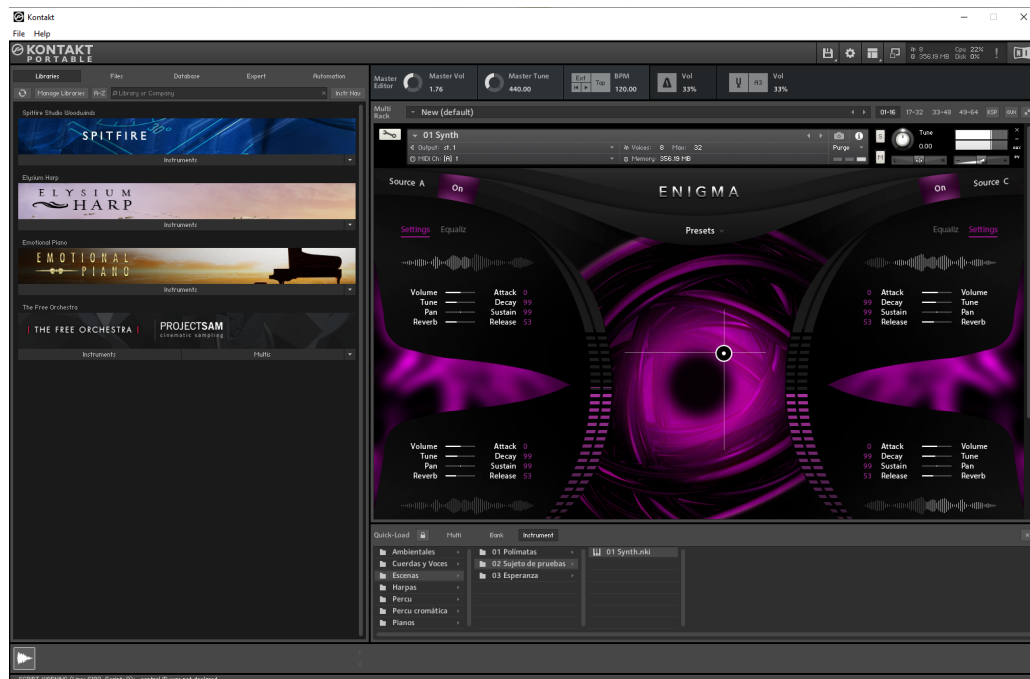 Kontakt
File Help
KONTAKT
PORTABLE
8 Cpu 22%
356.19 MB Disk 0% !
Libraries Files Database Expert Automation
Manage Libraries A-Z Library or Company × Instr Nav
Spitfire Studio Woodwinds
SPITFIRE
Instruments
Elysium Harp
ELYSIUM
HARP
Instruments
Emotional Piano
EMOTIONAL
PIANO
Instruments
The Free Orchestra
| THE FREE ORCHESTRA | PROJECTSAM
cinematic sampling
Instruments Multis
Master
Editor
Master Vol
1.76
Master Tune
440.00
Ext
Tap
BPM
120.00
Vol
33%
A3
Vol
33%
Multi
Rack
New (default)
01-16 17-32 33-48 49-64 KSP aux
01 Synth
Output: st. 1 Voices: 8 Max: 32 Purge
MIDI Ch: [A] 1 Memory: 356.19 MB
S
M
Tune
0.00
Source A On
ENIGMA
On Source C
Settings Equaliz
Presets
Equaliz Settings
Volume Attack 0
Tune Decay 99
Pan Sustain 99
Reverb Release 53
0 Attack Volume
99 Decay Tune
99 Sustain Pan
53 Release Reverb
Volume Attack 0
Tune Decay 99
Pan Sustain 99
Reverb Release 53
0 Attack Volume
99 Decay Tune
99 Sustain Pan
53 Release Reverb
Quick-Load Multi Bank Instrument
Ambientales
Cuerdas y Voces
Escenas
Harpas
Percu
Percu cromática
Pianos
01 Polímatas
02 Sujeto de pruebas
03 Esperanza
01 Synth.nki